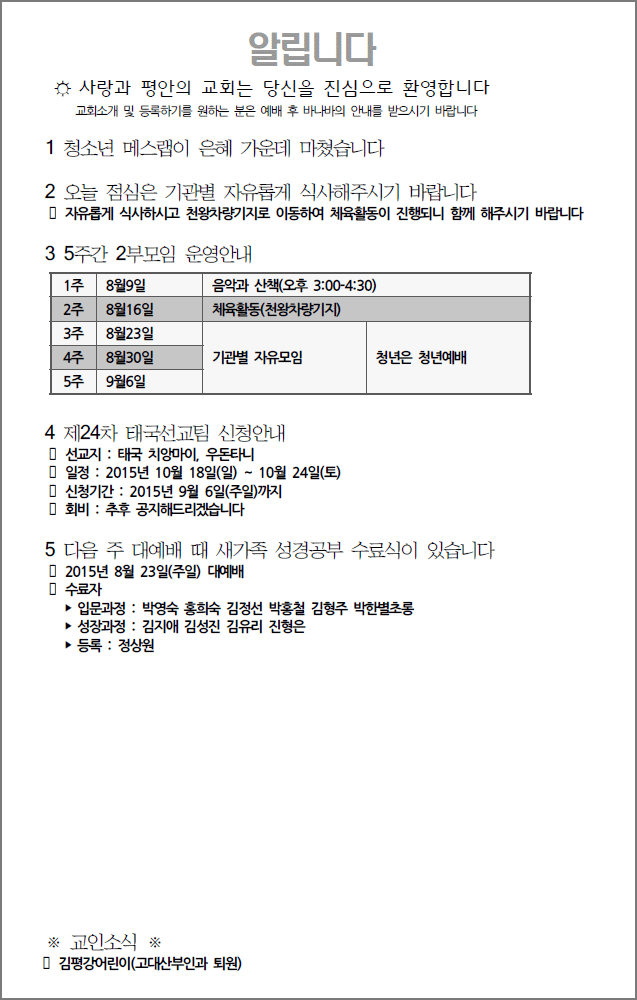 알립니다
☼ 사랑과 평안의 교회는 당신을 진심으로 환영합니다
교회소개 및 등록하기를 원하는 분은 예배 후 바나바의 안내를 받으시기 바랍니다
1 청소년 메스랩이 은혜 가운데 마쳤습니다
2 오늘 점심은 기관별 자유롭게 식사해주시기 바랍니다
▯ 자유롭게 식사하시고 천왕차량기지로 이동하여 체육활동이 진행되니 함께 해주시기 바랍니다
3 5주간 2부모임 운영안내
1주 8월9일 음악과 산책(오후 3:00-4:30)
2주 8월16일 체육활동(천왕차량기지)
3주 8월23일
4주 8월30일 기관별 자유모임 청년은 청년예배
5주 9월6일
4 제24차 태국선교팀 신청안내
▯ 선교지 : 태국 치앙마이, 우돈타니
▯ 일정 : 2015년 10월 18일(일) ~ 10월 24일(토)
▯ 신청기간 : 2015년 9월 6일(주일)까지
▯ 회비 : 추후 공지해드리겠습니다
5 다음 주 대예배 때 새가족 성경공부 수료식이 있습니다
▯ 2015년 8월 23일(주일) 대예배
▯ 수료자
▶ 입문과정 : 박영숙 홍희숙 김정선 박홍철 김형주 박한별초롱
▶ 성장과정 : 김지애 김성진 김유리 진형은
▶ 등록 : 정상원
※ 교인소식 ※
▯ 김평강어린이(고대산부인과 퇴원)